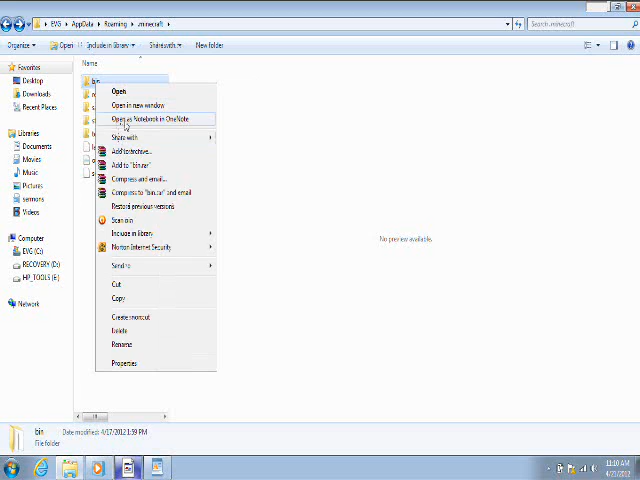 EVG ▸ AppData ▸ Roaming ▸ .minecraft ▸
Search .minecraft
Organize ▾ Open Include in library ▾ Share with ▾ New folder
Name
Favorites
Desktop
Downloads
Recent Places
Libraries
Documents
Movies
Music
Pictures
sermons
Videos
Computer
EVG (C:)
RECOVERY (D:)
HP_TOOLS (E:)
Network
bin
Open
Open in new window
Open as Notebook in OneNote
Share with
Add to archive...
Add to "bin.rar"
Compress and email...
Compress to "bin.rar" and email
Restore previous versions
Scan bin
Include in library
Norton Internet Security
Send to
Cut
Copy
Create shortcut
Delete
Rename
Properties
No preview available.
bin Date modified: 4/17/2012 1:59 PM
File folder
11:10 AM
4/21/2012